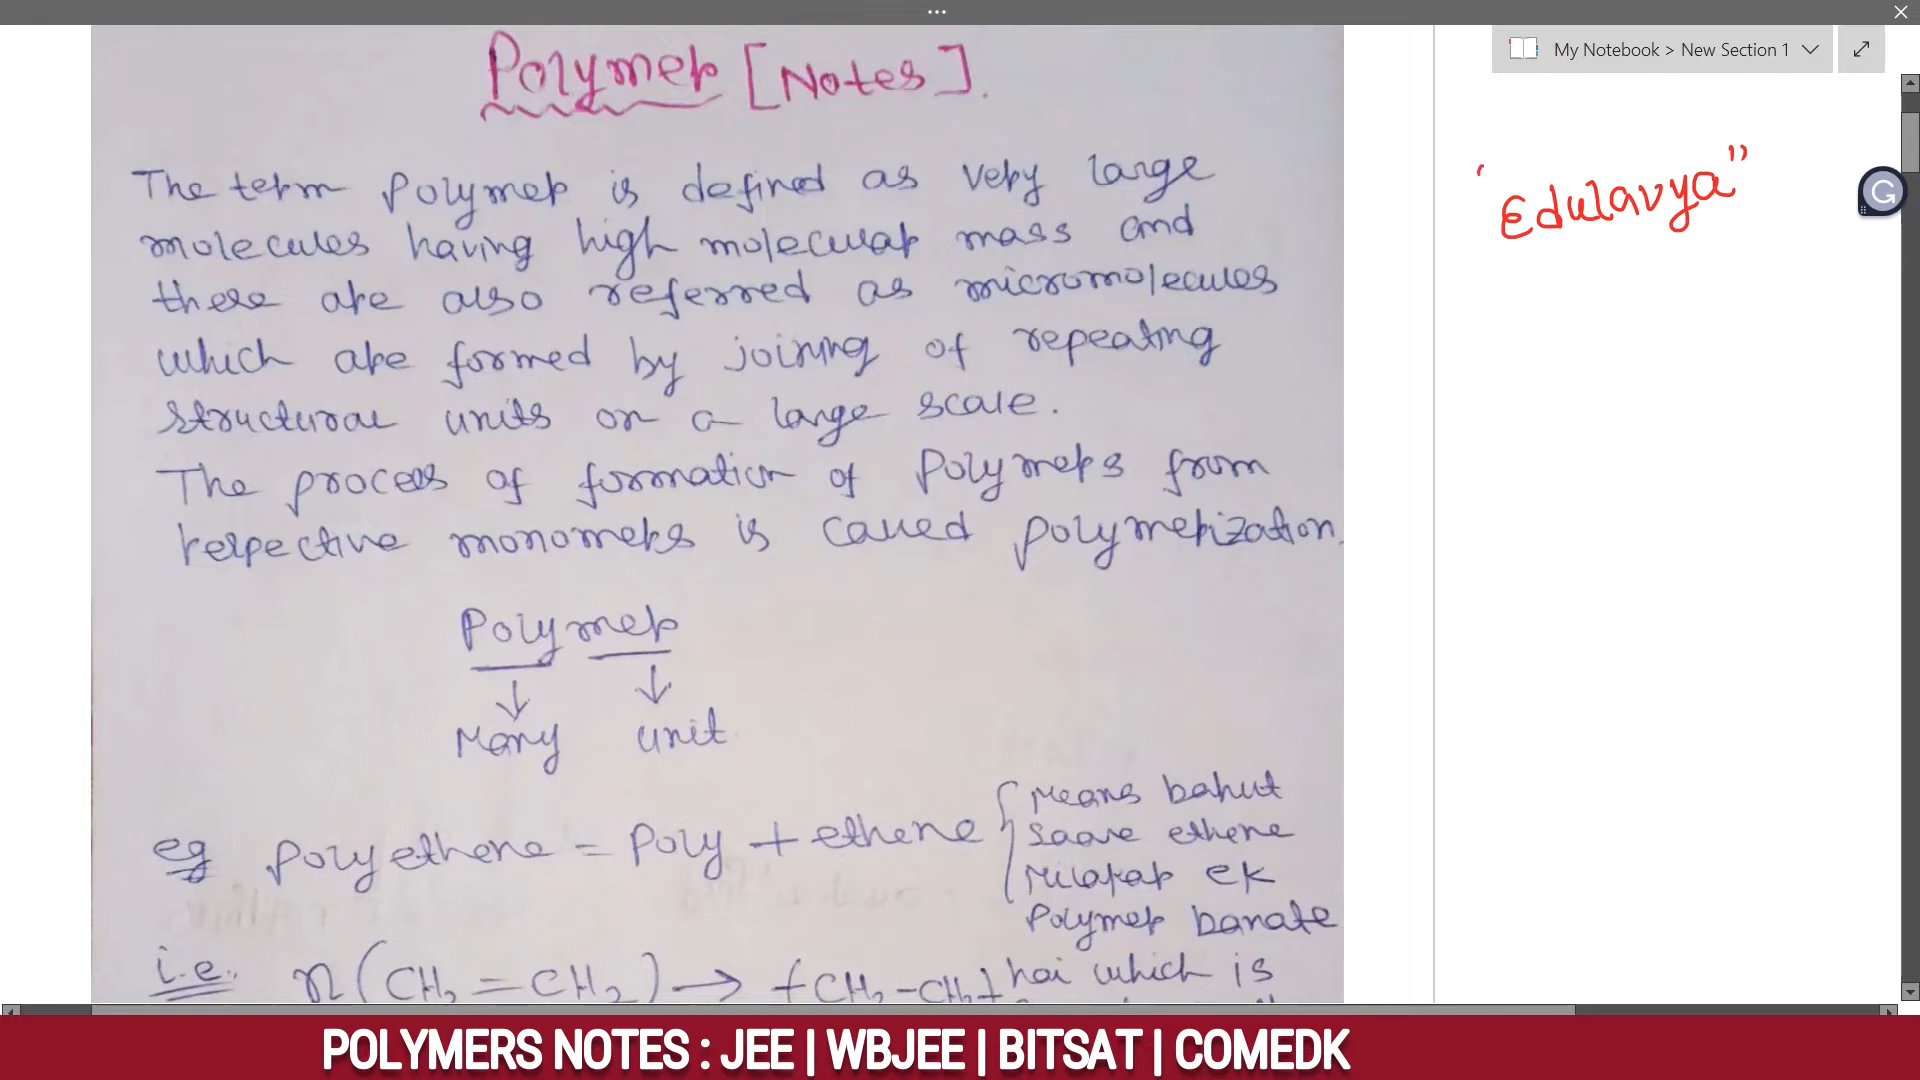 Polymer [Notes].
My Notebook > New Section 1
"Edulavya"
The term polymer is defined as very large
molecules having high molecular mass and
these are also referred as micromolecules
which are formed by joining of repeating
structural units on a large scale.
The process of formation of polymers from
respective monomers is called polymerization.
Polymer
Many unit
eg polyethene = Poly + ethene
Means bahut
saare ethene
milakar ek
polymer banate
hai which is
i.e. n(CH2=CH2) → (CH2-CH2)
POLYMERS NOTES : JEE | WBJEE | BITSAT | COMEDK